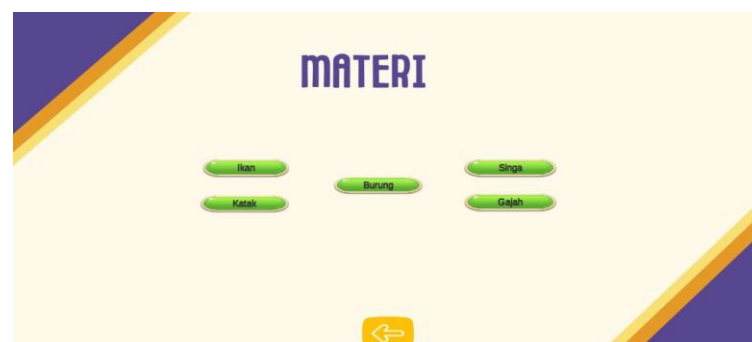 MATERI
Ikan
Katak
Burung
Singa
Gajah